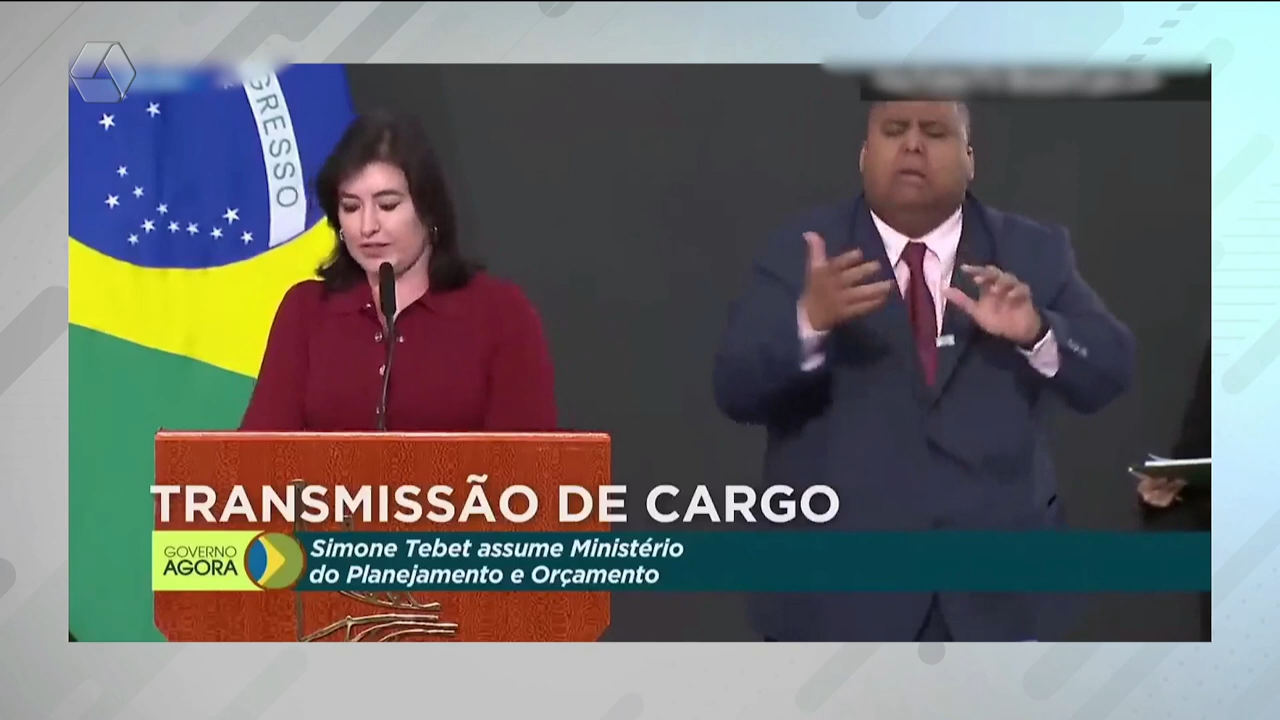 GRESSO
TRANSMISSÃO DE CARGO
GOVERNO
AGORA
Simone Tebet assume Ministério
do Planejamento e Orçamento